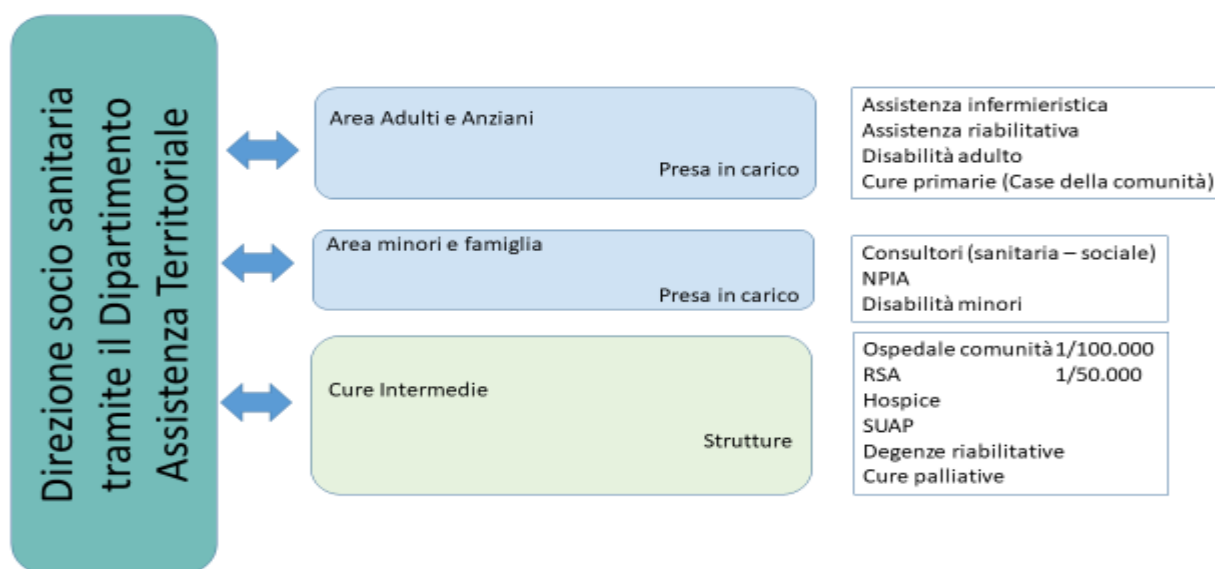 Direzione socio sanitaria
tramite il Dipartimento
Assistenza Territoriale
Area Adulti e Anziani
Presa in carico
Assistenza infermieristica
Assistenza riabilitativa
Disabilità adulto
Cure primarie (Case della comunità)
Area minori e famiglia
Presa in carico
Consultori (sanitaria – sociale)
NPIA
Disabilità minori
Cure Intermedie
Strutture
Ospedale comunità 1/100.000
RSA 1/50.000
Hospice
SUAP
Degenze riabilitative
Cure palliative